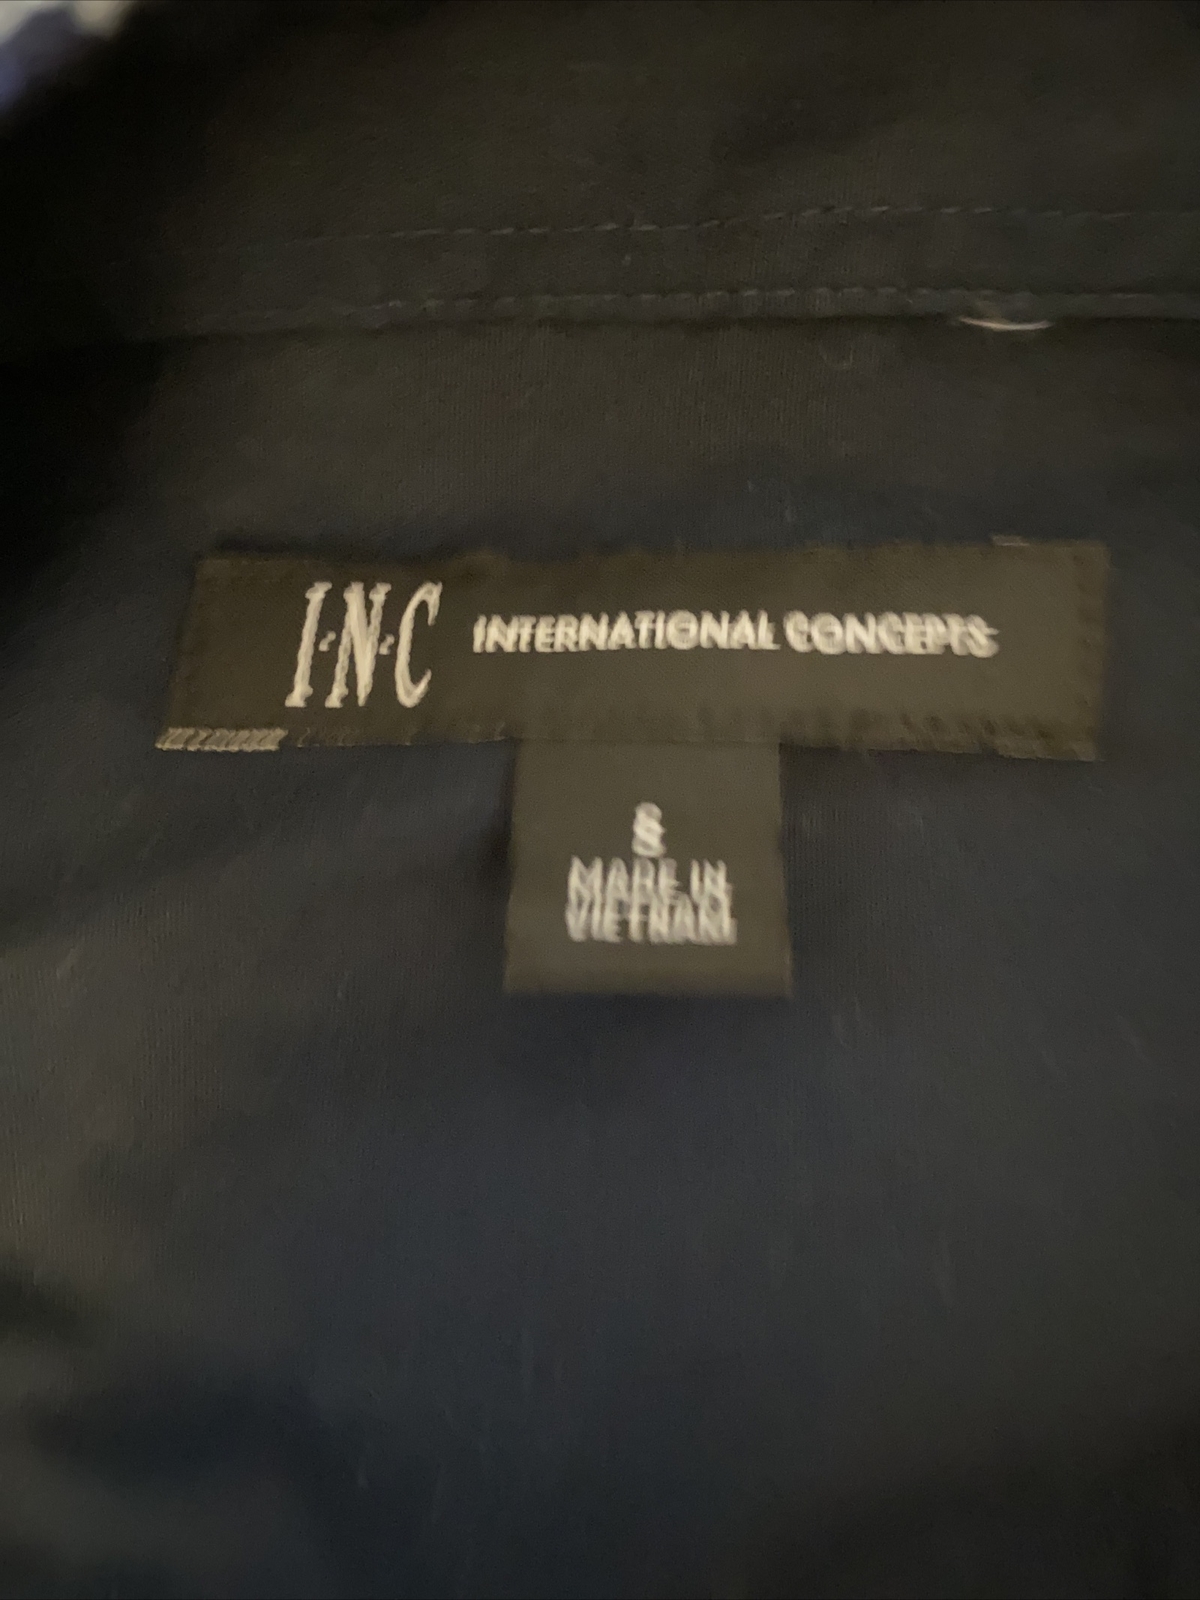 I·N·C INTERNATIONAL CONCEPTS
S
MADE IN
VIETNAM